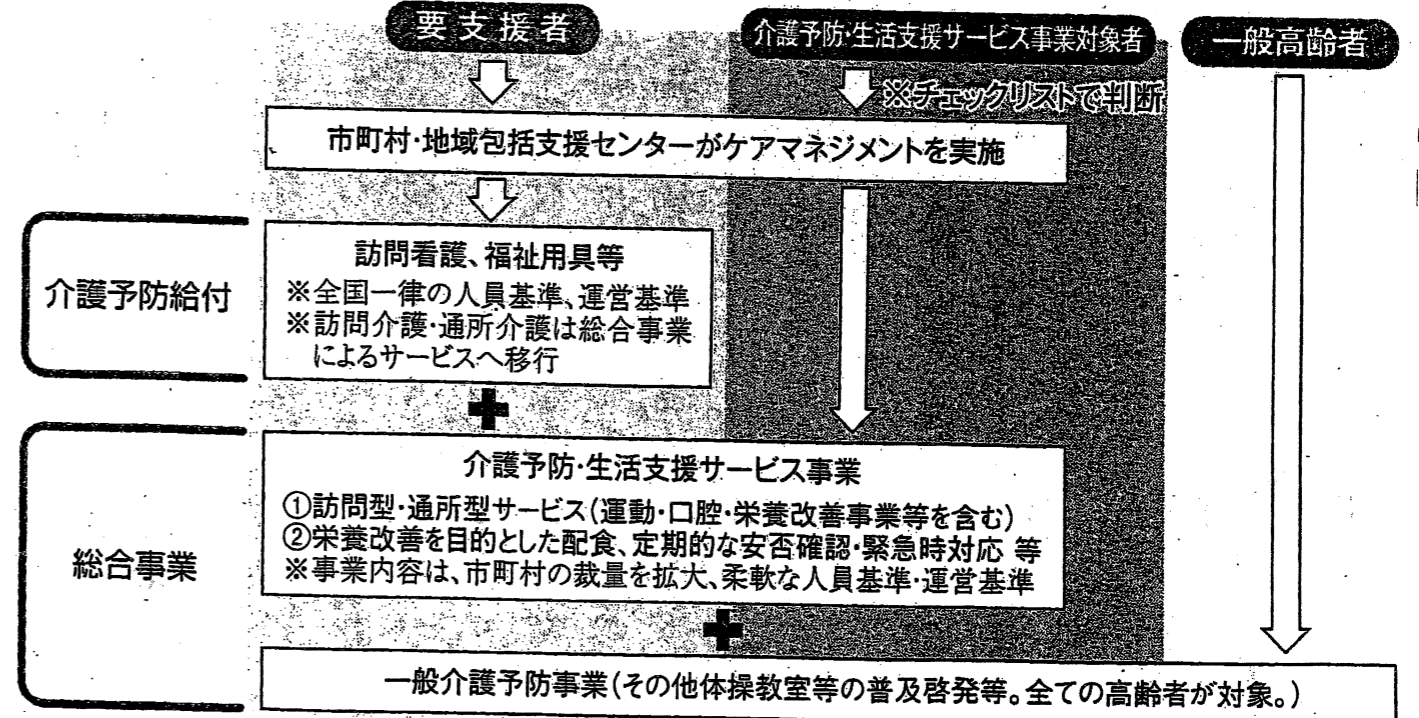 要支援者
介護予防・生活支援サービス事業対象者
一般高齢者
※チェックリストで判断
市町村・地域包括支援センターがケアマネジメントを実施
介護予防給付
訪問看護、福祉用具等
※全国一律の人員基準、運営基準
※訪問介護・通所介護は総合事業
によるサービスへ移行
+
総合事業
介護予防・生活支援サービス事業
①訪問型・通所型サービス(運動・口腔・栄養改善事業等を含む)
②栄養改善を目的とした配食、定期的な安否確認・緊急時対応 等
※事業内容は、市町村の裁量を拡大、柔軟な人員基準・運営基準
+
一般介護予防事業(その他体操教室等の普及啓発等。全ての高齢者が対象。)